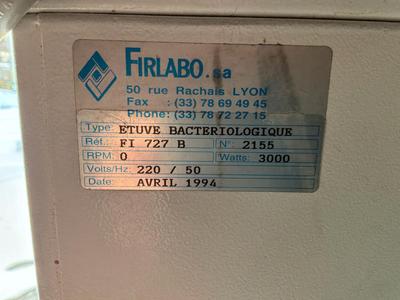 FIRLABO.sa
50 rue Rachais LYON
Fax : (33) 78 69 49 45
Phone: (33) 78 72 27 15
Type: ETUVE BACTERIOLOGIQUE
Réf.: FI 727 B N°: 2155
RPM: 0 Watts: 3000
Volts/Hz: 220 / 50
Date: AVRIL 1994